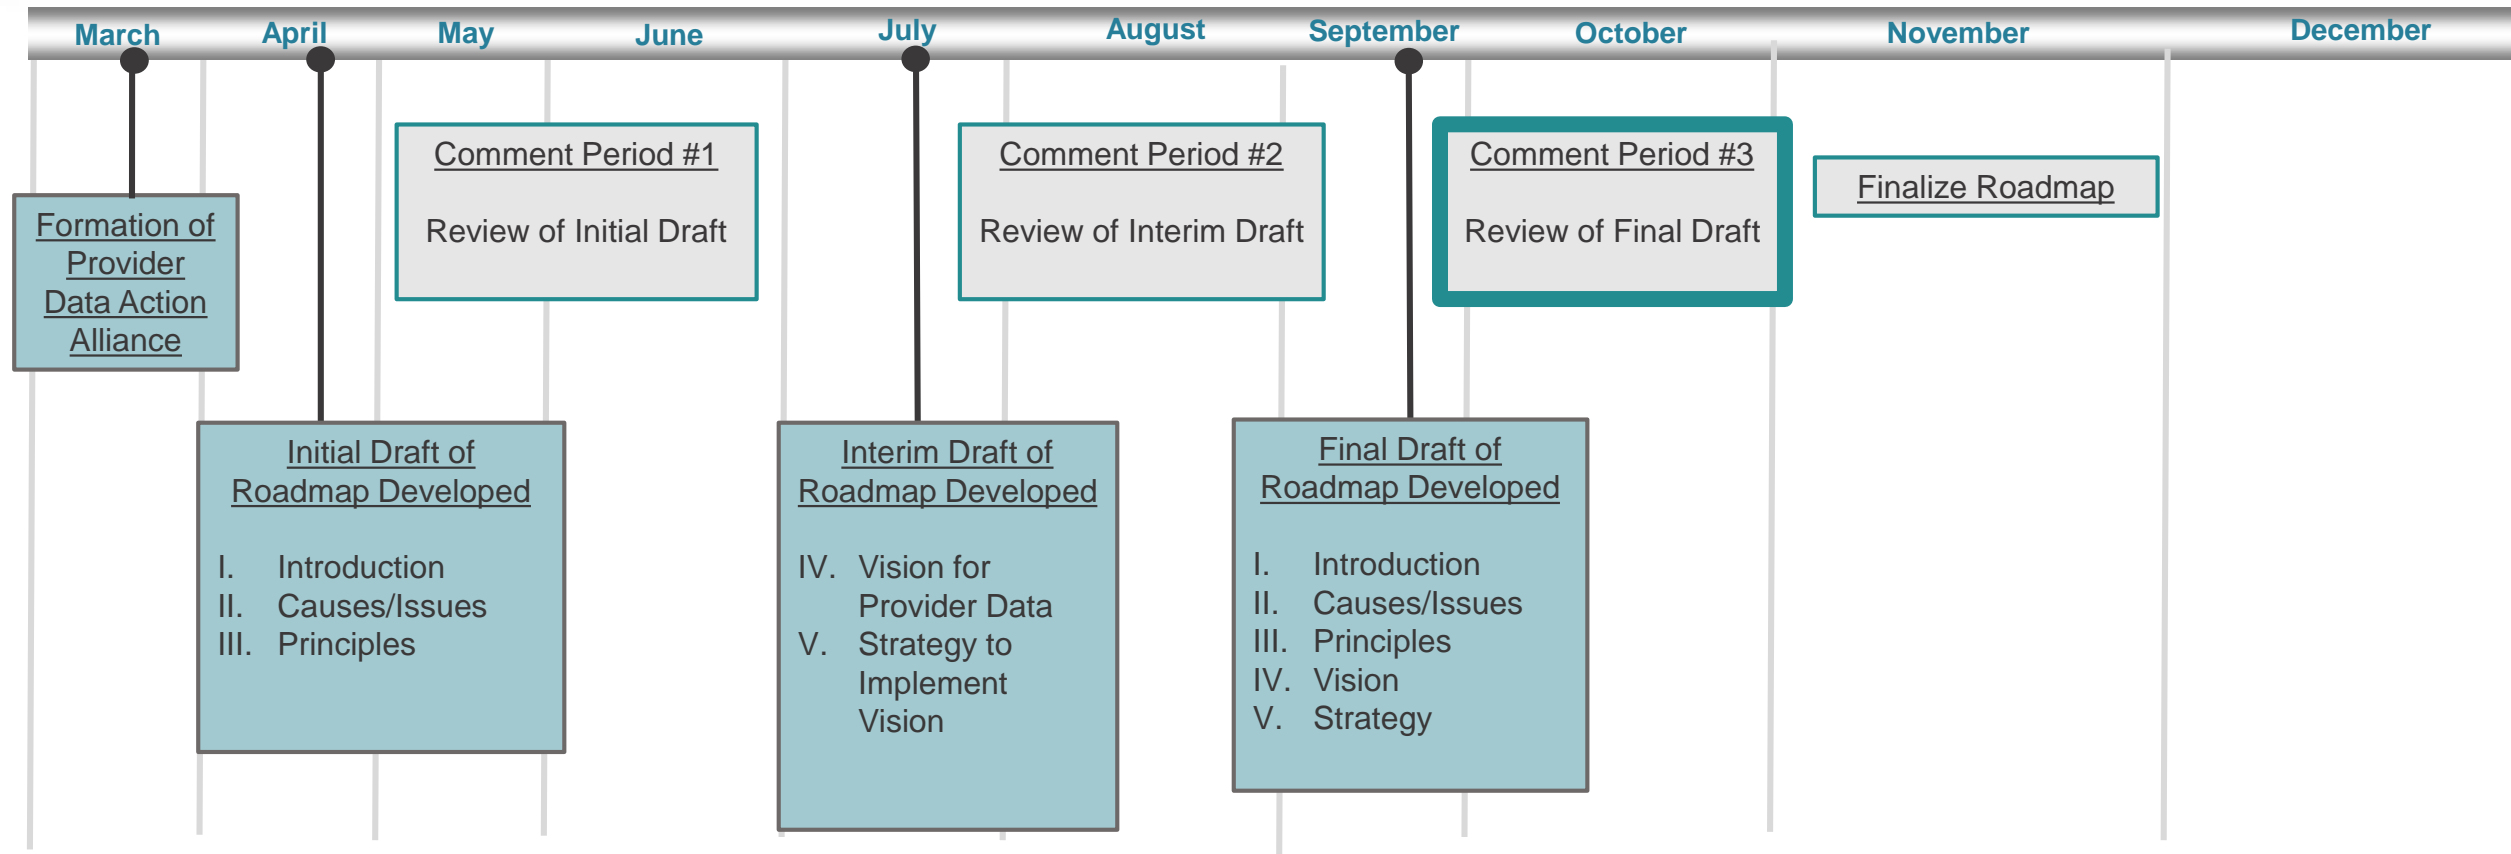 March April May June July August September October November December
Comment Period #1
Review of Initial Draft
Comment Period #2
Review of Interim Draft
Comment Period #3
Review of Final Draft
Finalize Roadmap
Formation of
Provider
Data Action
Alliance
Initial Draft of
Roadmap Developed
I. Introduction
II. Causes/Issues
III. Principles
Interim Draft of
Roadmap Developed
IV. Vision for
Provider Data
V. Strategy to
Implement
Vision
Final Draft of
Roadmap Developed
I. Introduction
II. Causes/Issues
III. Principles
IV. Vision
V. Strategy